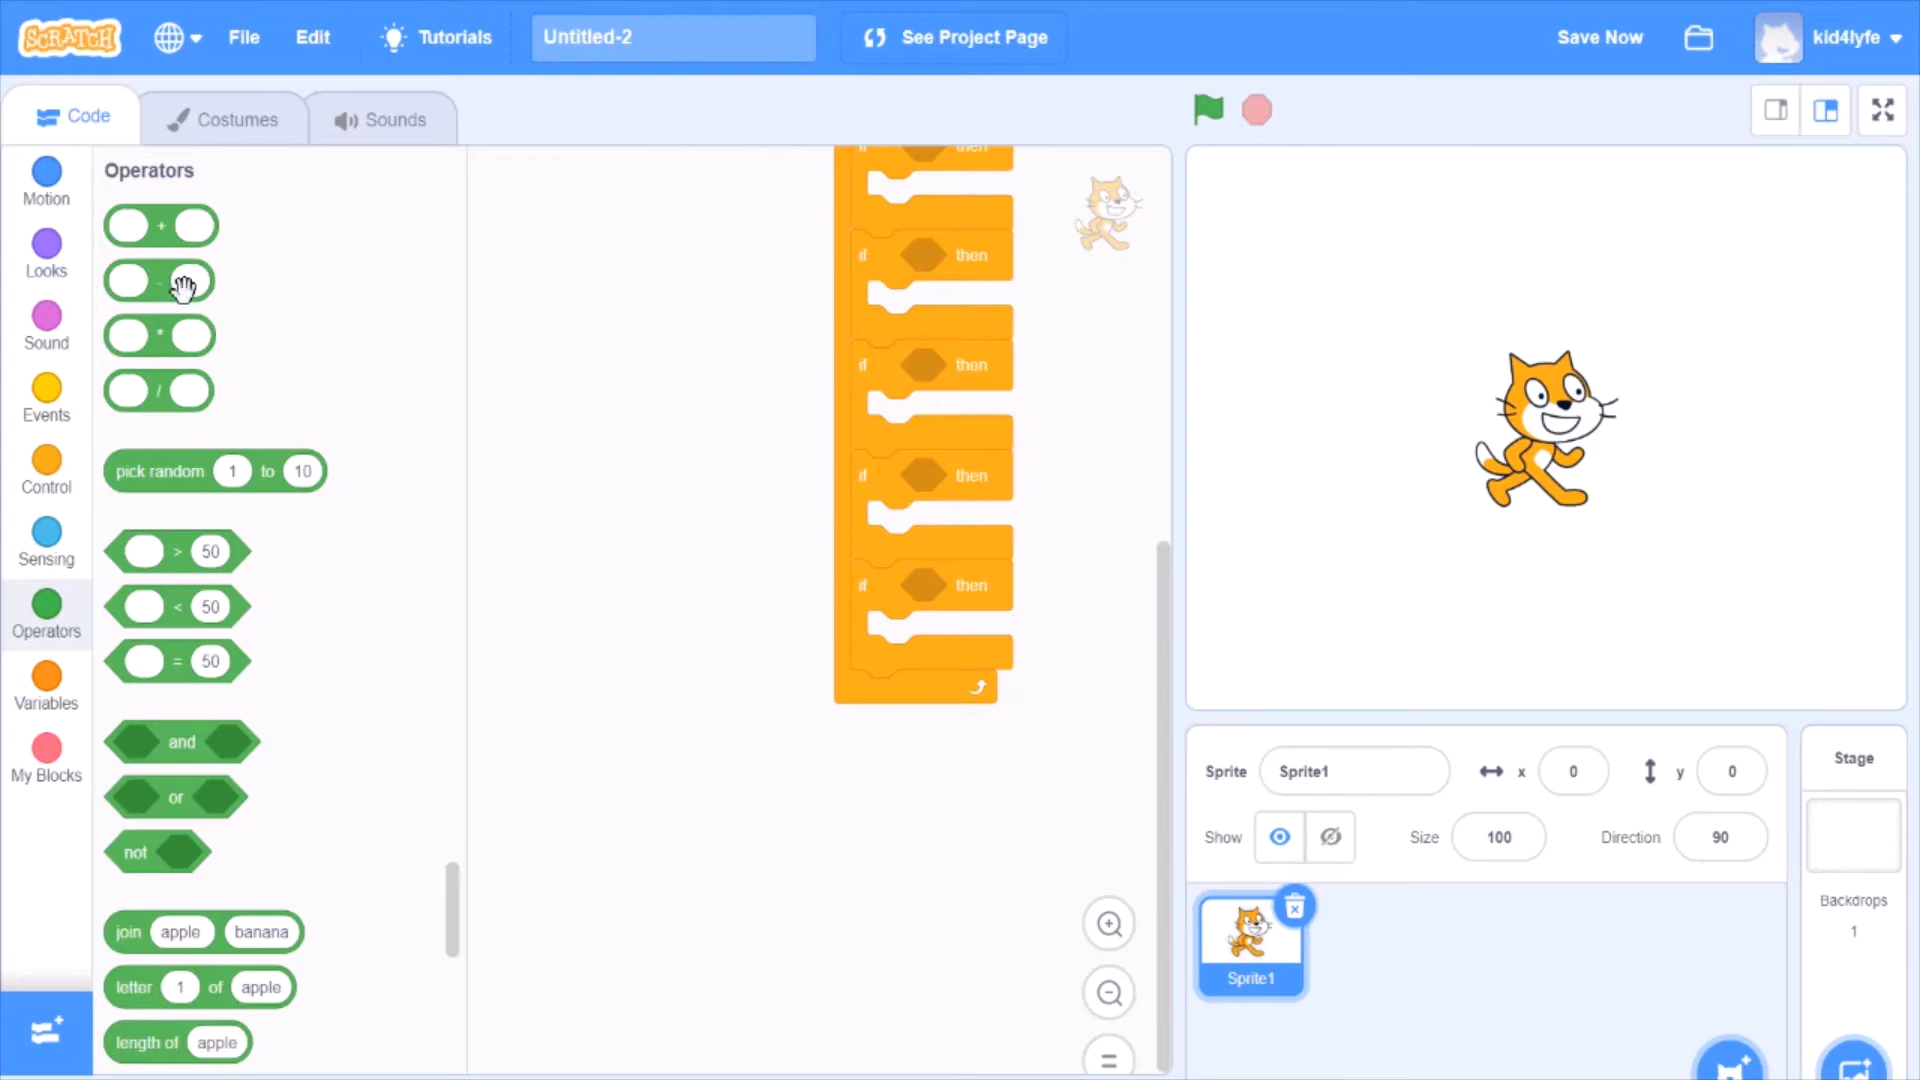 SCRATCH File Edit Tutorials Untitled-2 See Project Page Save Now kid4lyfe
Code Costumes Sounds
Motion
Looks
Sound
Events
Control
Sensing
Operators
Variables
My Blocks
Operators
+
-
*
/
pick random 1 to 10
> 50
< 50
= 50
and
or
not
join apple banana
letter 1 of apple
length of apple
if then
if then
if then
if then
if then
Sprite Sprite1 x 0 y 0
Show Size 100 Direction 90
Sprite1
Stage
Backdrops
1